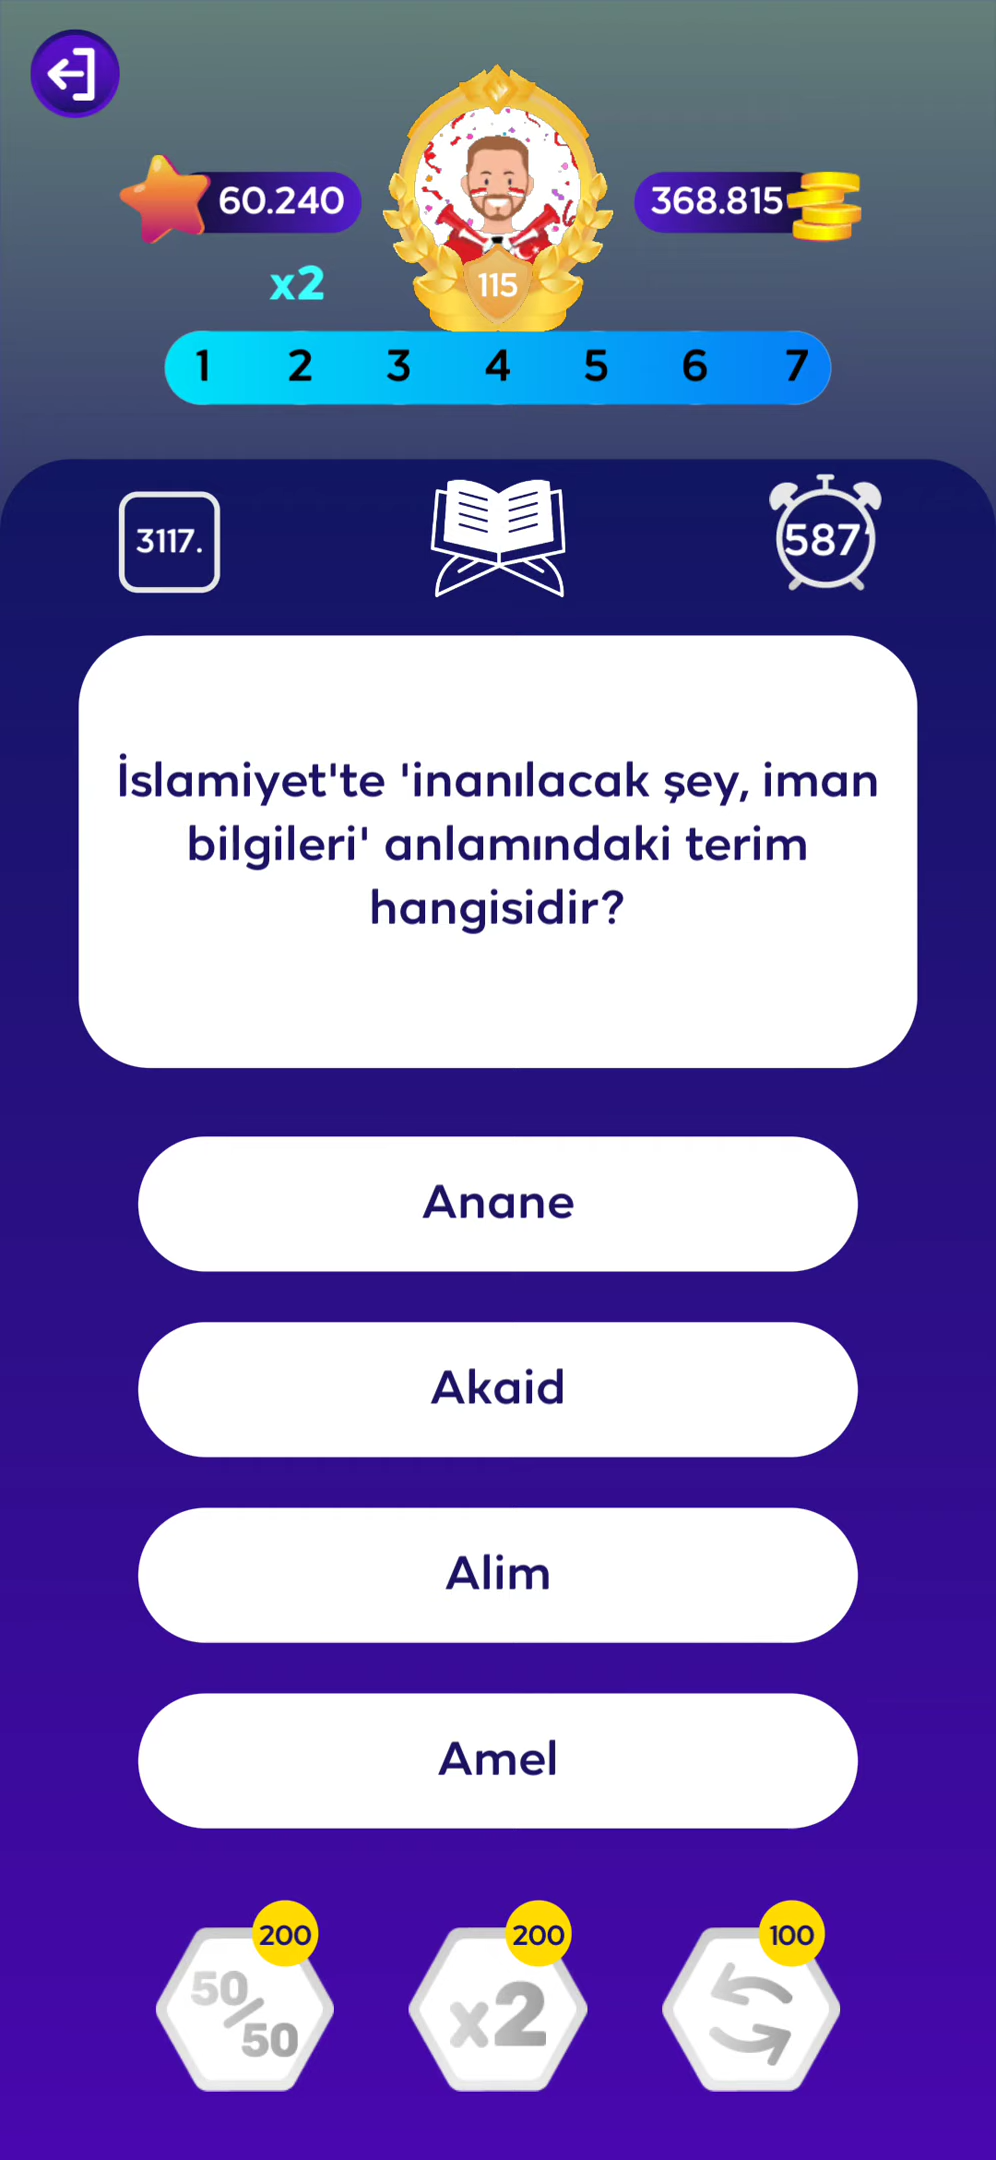 60.240
368.815
x2
115
1 2 3 4 5 6 7
3117.
587
İslamiyet'te 'inanılacak şey, iman
bilgileri' anlamındaki terim
hangisidir?
Anane
Akaid
Alim
Amel
200
200
100
50/50
x2